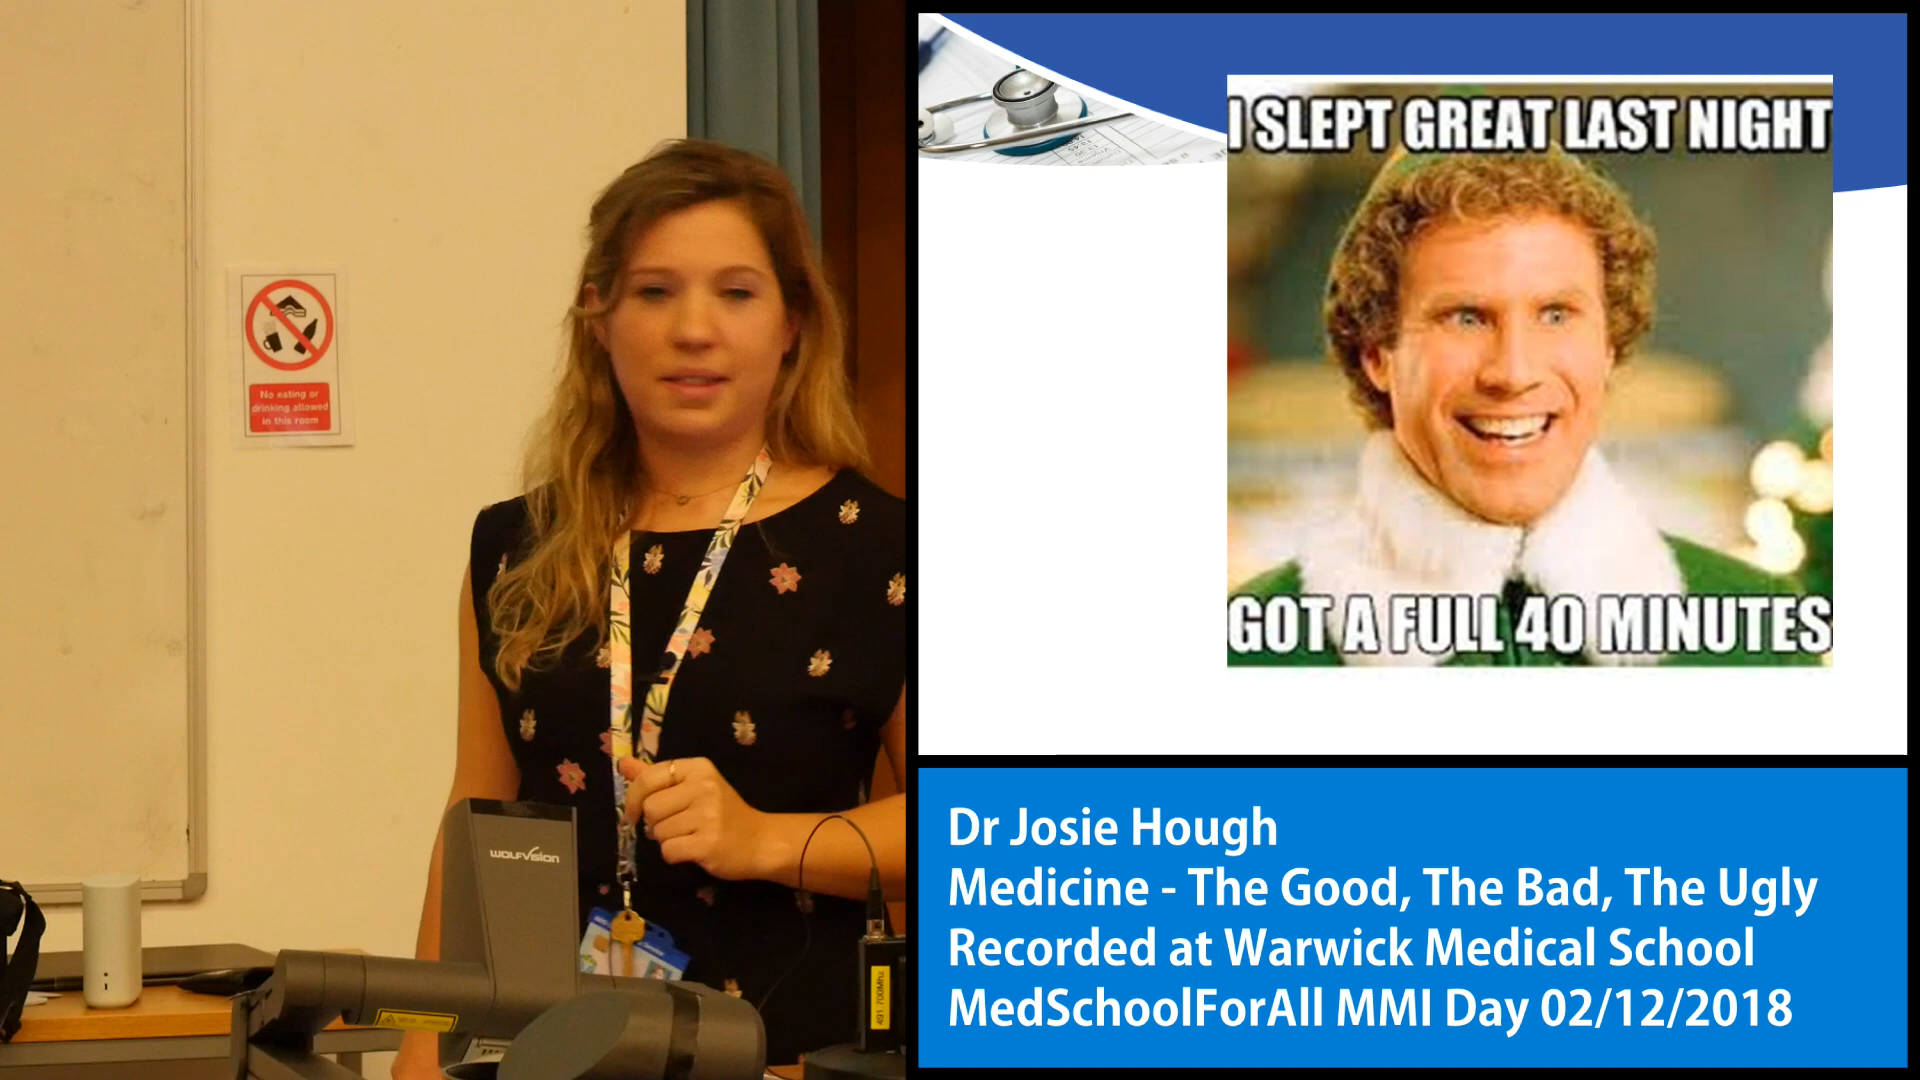 No eating or
drinking allowed
in this room
WOLFVISION
491 700Mhz
I SLEPT GREAT LAST NIGHT
GOT A FULL 40 MINUTES
Dr Josie Hough
Medicine - The Good, The Bad, The Ugly
Recorded at Warwick Medical School
MedSchoolForAll MMI Day 02/12/2018